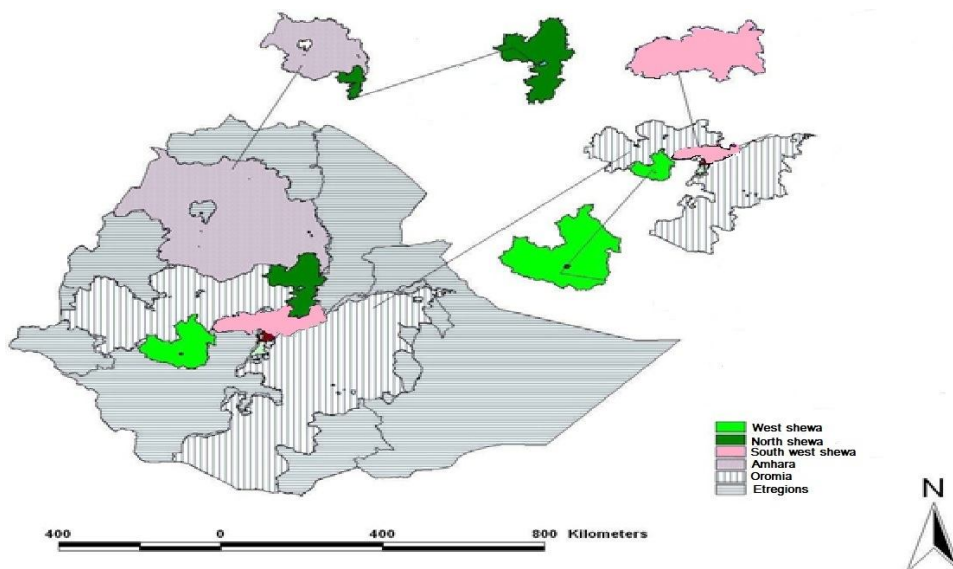 West shewa
North shewa
South west shewa
Amhara
Oromia
Etregions
N
400 0 400 800 Kilometers